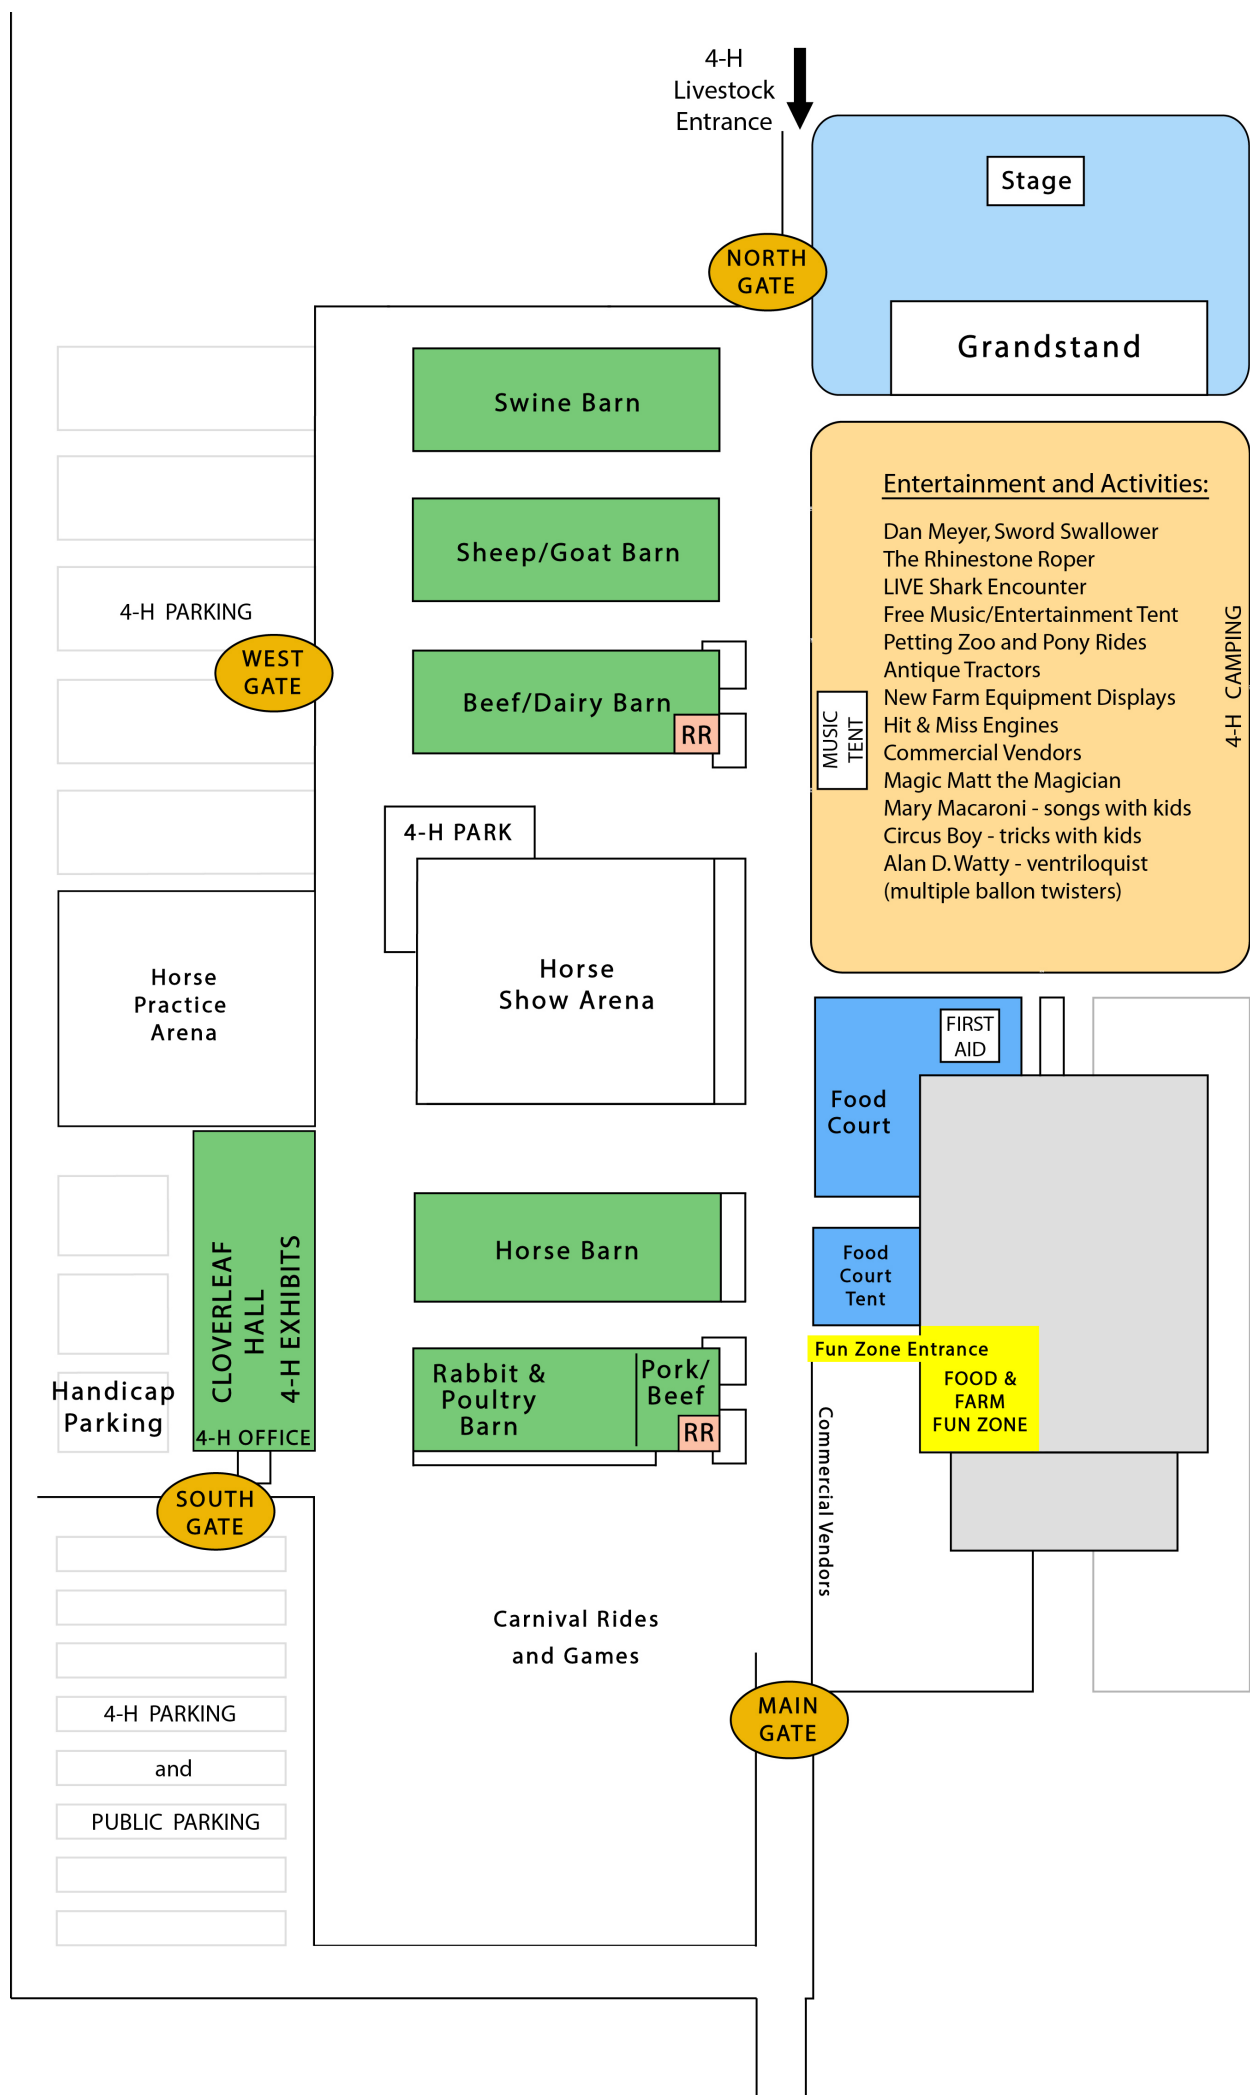 4-H
Livestock
Entrance
Stage
NORTH
GATE
Grandstand
Swine Barn
Sheep/Goat Barn
4-H PARKING
WEST
GATE
Beef/Dairy Barn
RR
Entertainment and Activities:
Dan Meyer, Sword Swallower
The Rhinestone Roper
LIVE Shark Encounter
Free Music/Entertainment Tent
Petting Zoo and Pony Rides
Antique Tractors
New Farm Equipment Displays
Hit & Miss Engines
Commercial Vendors
Magic Matt the Magician
Mary Macaroni - songs with kids
Circus Boy - tricks with kids
Alan D. Watty - ventriloquist
(multiple ballon twisters)
MUSIC
TENT
4-H CAMPING
4-H PARK
Horse
Practice
Arena
Horse
Show Arena
FIRST
AID
Food
Court
CLOVERLEAF
HALL
4-H EXHIBITS
4-H OFFICE
Horse Barn
Food
Court
Tent
Fun Zone Entrance
FOOD &
FARM
FUN ZONE
Handicap
Parking
Rabbit &
Poultry
Barn
Pork/
Beef
RR
Commercial Vendors
SOUTH
GATE
Carnival Rides
and Games
MAIN
GATE
4-H PARKING
and
PUBLIC PARKING